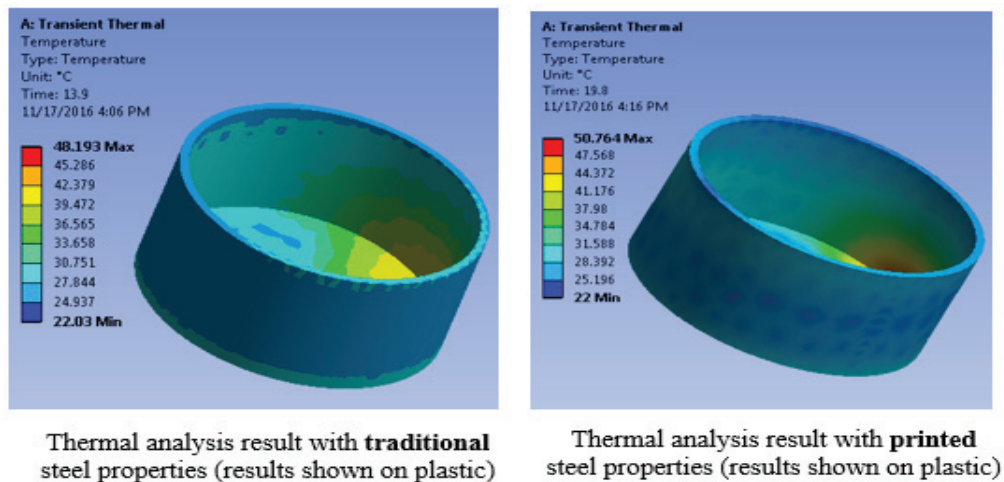 A: Transient Thermal
Temperature
Type: Temperature
Unit: °C
Time: 13.9
11/17/2016 4:06 PM
48.193 Max
45.286
42.379
39.472
36.565
33.658
30.751
27.844
24.937
22.03 Min
Thermal analysis result with traditional
steel properties (results shown on plastic)
A: Transient Thermal
Temperature
Type: Temperature
Unit: °C
Time: 19.8
11/17/2016 4:16 PM
50.764 Max
47.568
44.372
41.176
37.98
34.784
31.588
28.392
25.196
22 Min
Thermal analysis result with printed
steel properties (results shown on plastic)